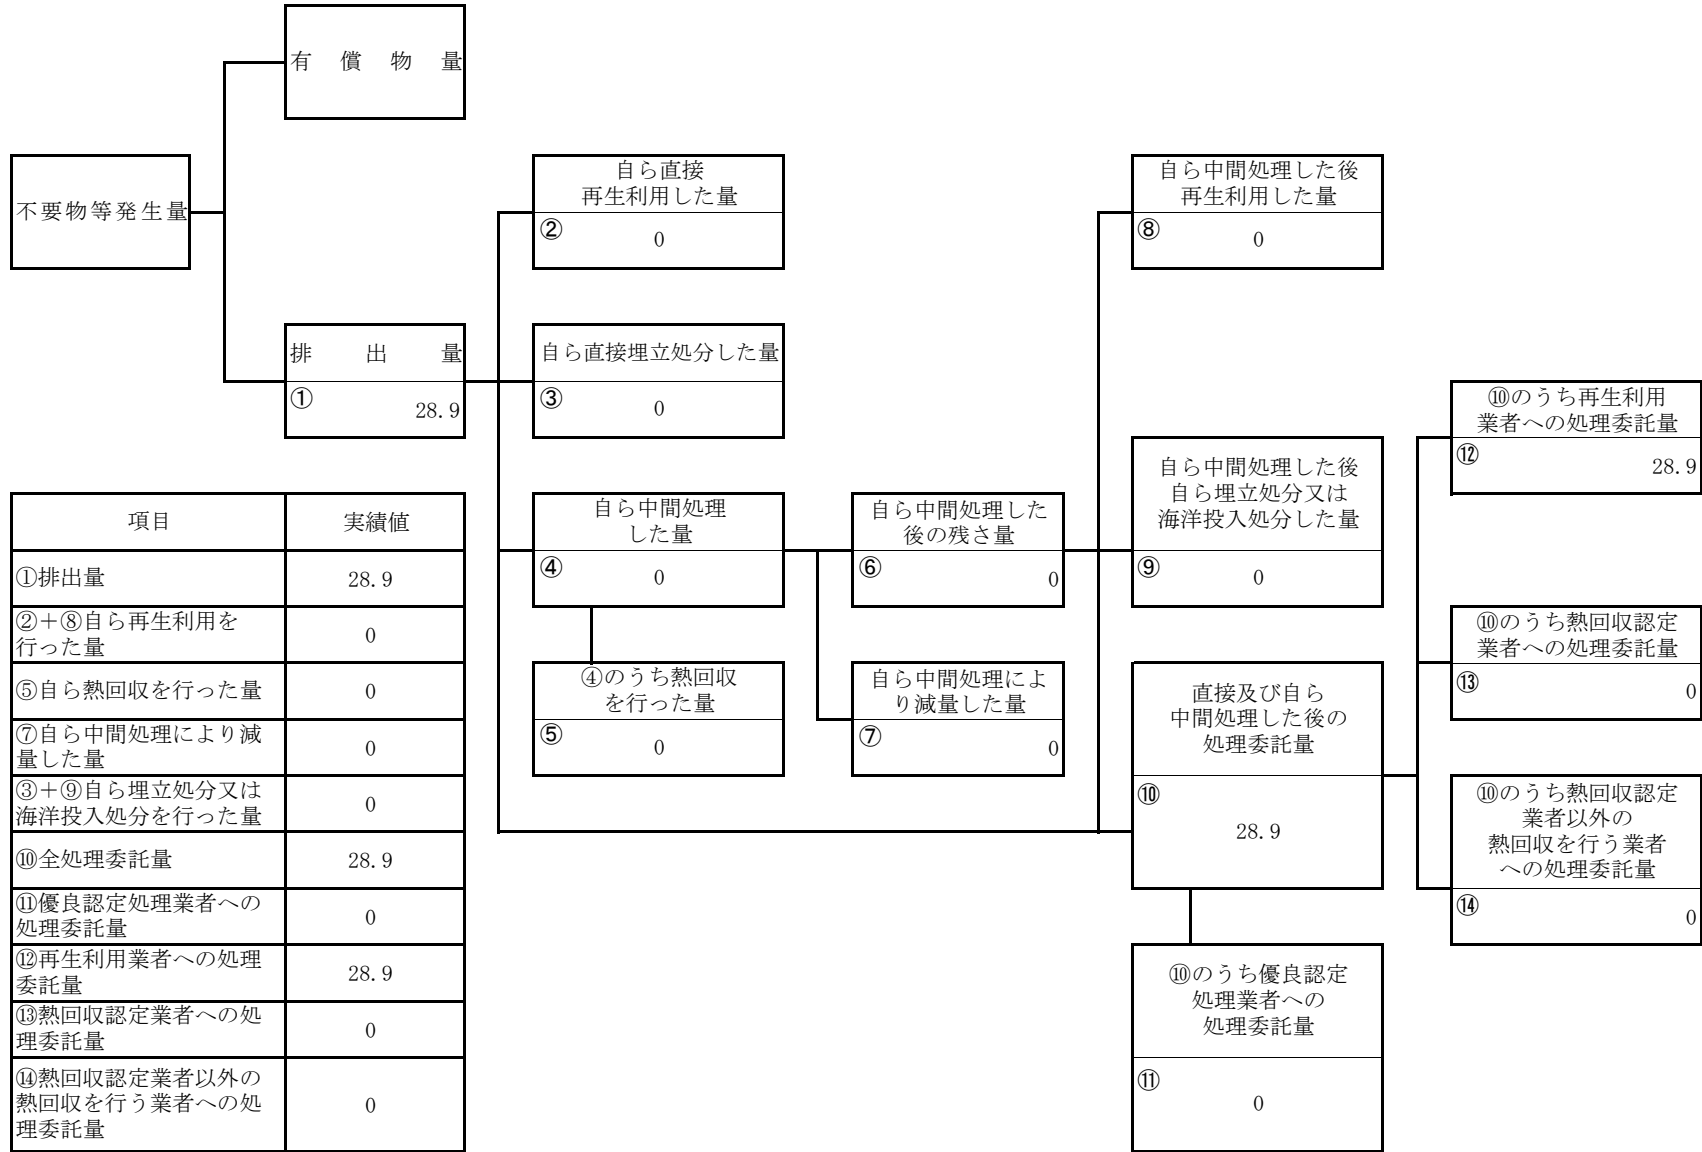 有償物量
不要物等発生量
排出量
①
28.9
自ら直接
再生利用した量
②
0
自ら直接埋立処分した量
③
0
自ら中間処理
した量
④
0
④のうち熱回収
を行った量
⑤
0
自ら中間処理した
後の残さ量
⑥
0
自ら中間処理によ
り減量した量
⑦
0
自ら中間処理した後
再生利用した量
⑧
0
自ら中間処理した後
自ら埋立処分又は
海洋投入処分した量
⑨
0
直接及び自ら
中間処理した後の
処理委託量
⑩
28.9
⑩のうち優良認定
処理業者への
処理委託量
⑪
0
⑩のうち再生利用
業者への処理委託量
⑫
28.9
⑩のうち熱回収認定
業者への処理委託量
⑬
0
⑩のうち熱回収認定
業者以外の
熱回収を行う業者
への処理委託量
⑭
0
項目 実績値
①排出量 28.9
②＋⑧自ら再生利用を
行った量
0
⑤自ら熱回収を行った量 0
⑦自ら中間処理により減
量した量
0
③＋⑨自ら埋立処分又は
海洋投入処分を行った量
0
⑩全処理委託量 28.9
⑪優良認定処理業者への
処理委託量
0
⑫再生利用業者への処理
委託量
28.9
⑬熱回収認定業者への処
理委託量
0
⑭熱回収認定業者以外の
熱回収を行う業者への処
理委託量
0